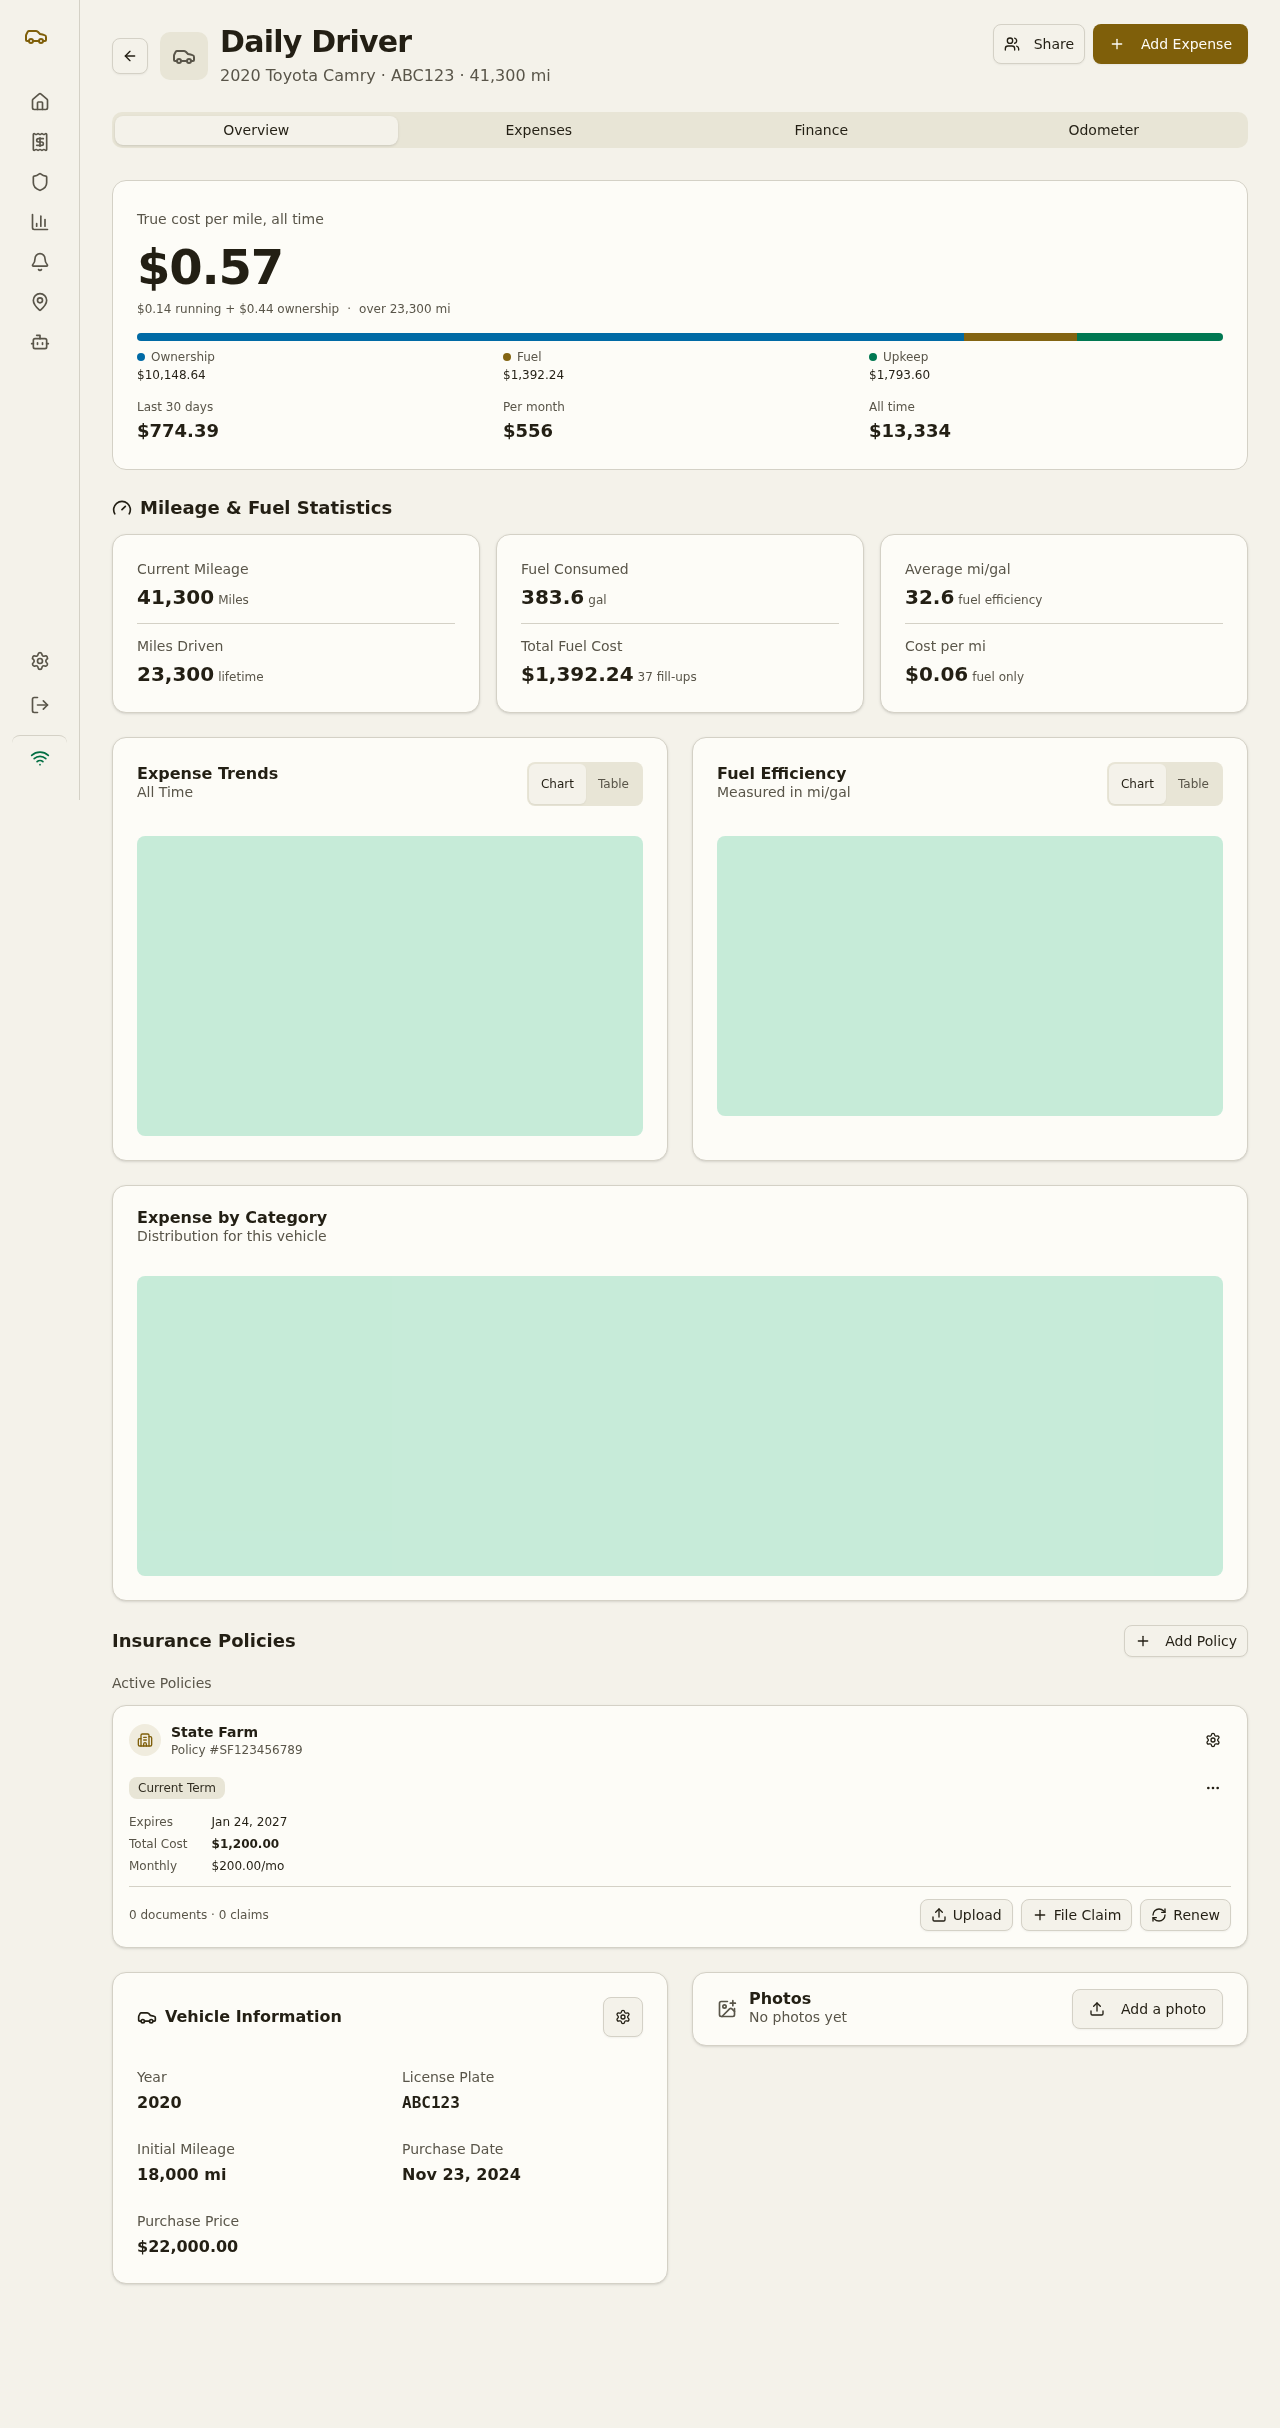 Daily Driver
2020 Toyota Camry · ABC123 · 41,300 mi
Share
Add Expense
Overview
Expenses
Finance
Odometer
True cost per mile, all time
$0.57
$0.14 running + $0.44 ownership · over 23,300 mi
Ownership
$10,148.64
Fuel
$1,392.24
Upkeep
$1,793.60
Last 30 days
$774.39
Per month
$556
All time
$13,334
Mileage & Fuel Statistics
Current Mileage
41,300 Miles
Miles Driven
23,300 lifetime
Fuel Consumed
383.6 gal
Total Fuel Cost
$1,392.24 37 fill-ups
Average mi/gal
32.6 fuel efficiency
Cost per mi
$0.06 fuel only
Expense Trends
All Time
Chart
Table
Fuel Efficiency
Measured in mi/gal
Chart
Table
Expense by Category
Distribution for this vehicle
Insurance Policies
Add Policy
Active Policies
State Farm
Policy #SF123456789
Current Term
Expires Jan 24, 2027
Total Cost $1,200.00
Monthly $200.00/mo
0 documents · 0 claims
Upload
File Claim
Renew
Vehicle Information
Year
2020
License Plate
ABC123
Initial Mileage
18,000 mi
Purchase Date
Nov 23, 2024
Purchase Price
$22,000.00
Photos
No photos yet
Add a photo